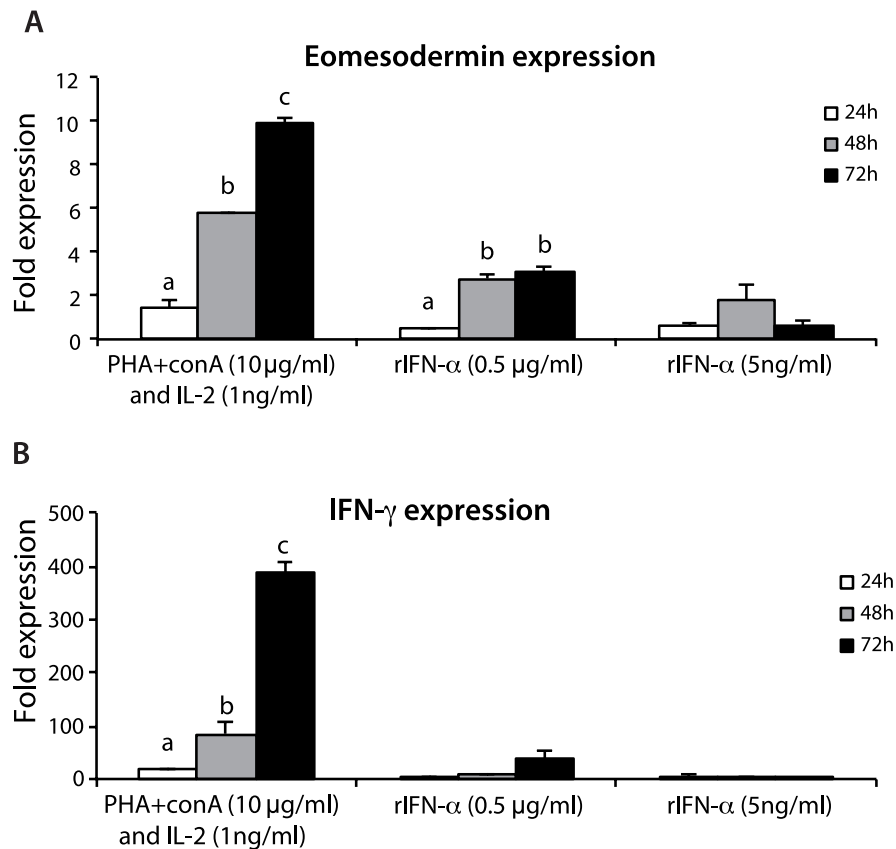 A
Eomesodermin expression
Fold expression
12
10
8
6
4
2
0
a
b
c
a
b
b
24h
48h
72h
PHA+conA (10 µg/ml)
and IL-2 (1ng/ml)
rIFN-α (0.5 µg/ml)
rIFN-α (5ng/ml)
B
IFN-γ expression
Fold expression
500
400
300
200
100
0
a
b
c
24h
48h
72h
PHA+conA (10 µg/ml)
and IL-2 (1ng/ml)
rIFN-α (0.5 µg/ml)
rIFN-α (5ng/ml)